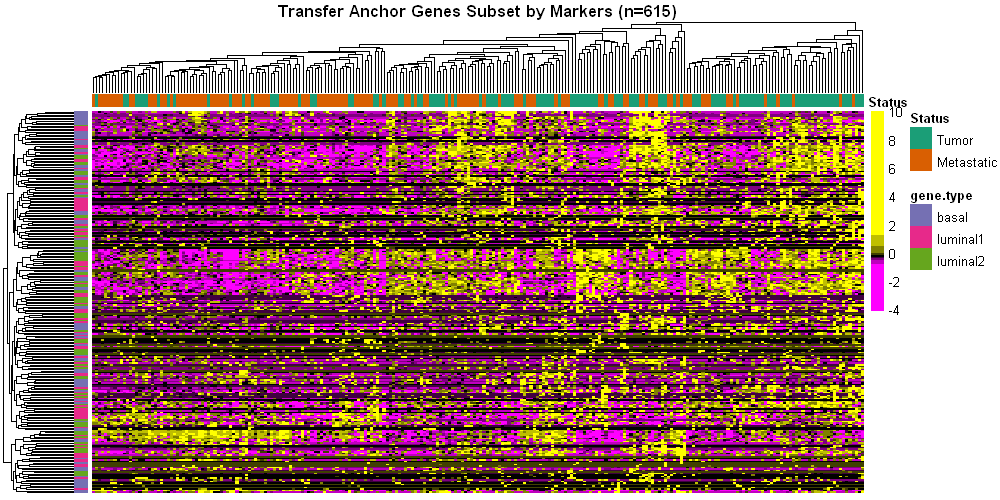 Transfer Anchor Genes Subset by Markers (n=615)
Status
10
8
6
4
2
0
-2
-4
Status
Tumor
Metastatic
gene.type
basal
luminal1
luminal2